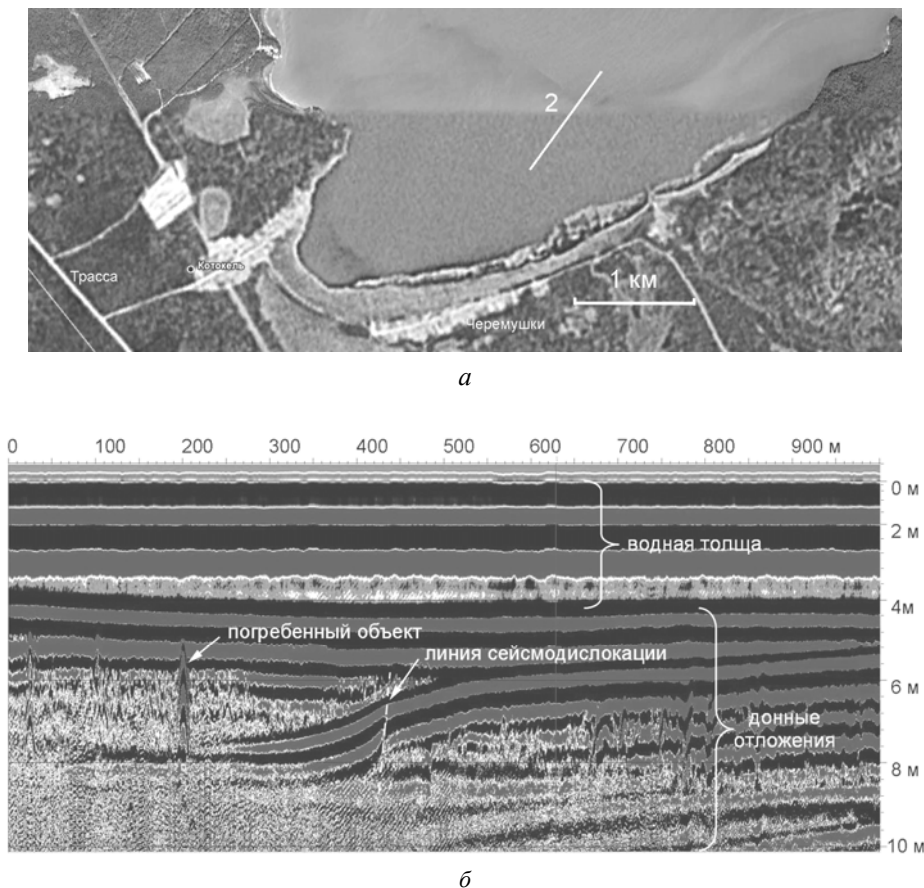 2
Котокель
Трасса
1 км
Черемушки
а
0 100 200 300 400 500 600 700 800 900 м
0 м
2 м
водная толща
4м
погребенный объект
линия сейсмодислокации
6 м
донные
отложения
8 м
10 м
б